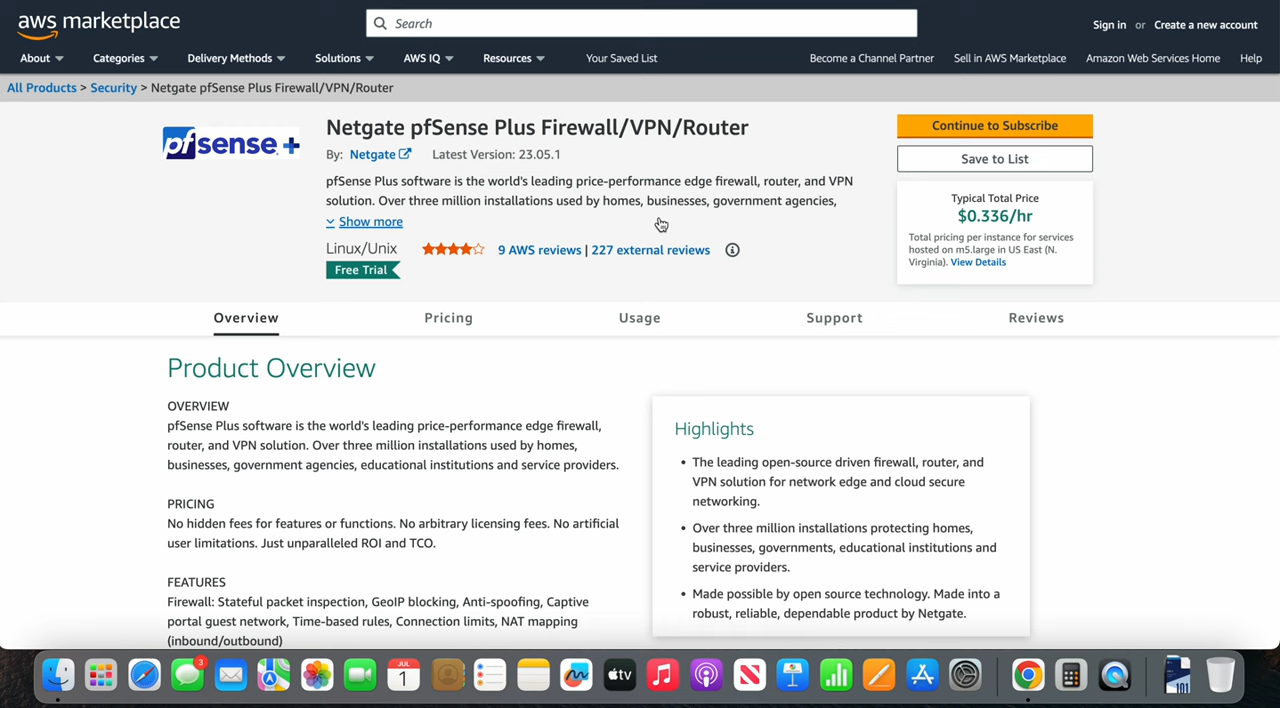 aws marketplace
Search
Sign in or Create a new account
About Categories Delivery Methods Solutions AWS IQ Resources Your Saved List Become a Channel Partner Sell in AWS Marketplace Amazon Web Services Home Help
All Products > Security > Netgate pfSense Plus Firewall/VPN/Router
pfsense +
Netgate pfSense Plus Firewall/VPN/Router
By: Netgate Latest Version: 23.05.1
pfSense Plus software is the world's leading price-performance edge firewall, router, and VPN
solution. Over three million installations used by homes, businesses, government agencies,
Show more
Linux/Unix 9 AWS reviews | 227 external reviews
Free Trial
Continue to Subscribe
Save to List
Typical Total Price
$0.336/hr
Total pricing per instance for services
hosted on m5.large in US East (N.
Virginia). View Details
Overview Pricing Usage Support Reviews
Product Overview
OVERVIEW
pfSense Plus software is the world's leading price-performance edge firewall,
router, and VPN solution. Over three million installations used by homes,
businesses, government agencies, educational institutions and service providers.
PRICING
No hidden fees for features or functions. No arbitrary licensing fees. No artificial
user limitations. Just unparalleled ROI and TCO.
FEATURES
Firewall: Stateful packet inspection, GeoIP blocking, Anti-spoofing, Captive
portal guest network, Time-based rules, Connection limits, NAT mapping
(inbound/outbound)
Highlights
• The leading open-source driven firewall, router, and
VPN solution for network edge and cloud secure
networking.
• Over three million installations protecting homes,
businesses, governments, educational institutions and
service providers.
• Made possible by open source technology. Made into a
robust, reliable, dependable product by Netgate.
3
JUL
1
tv
101